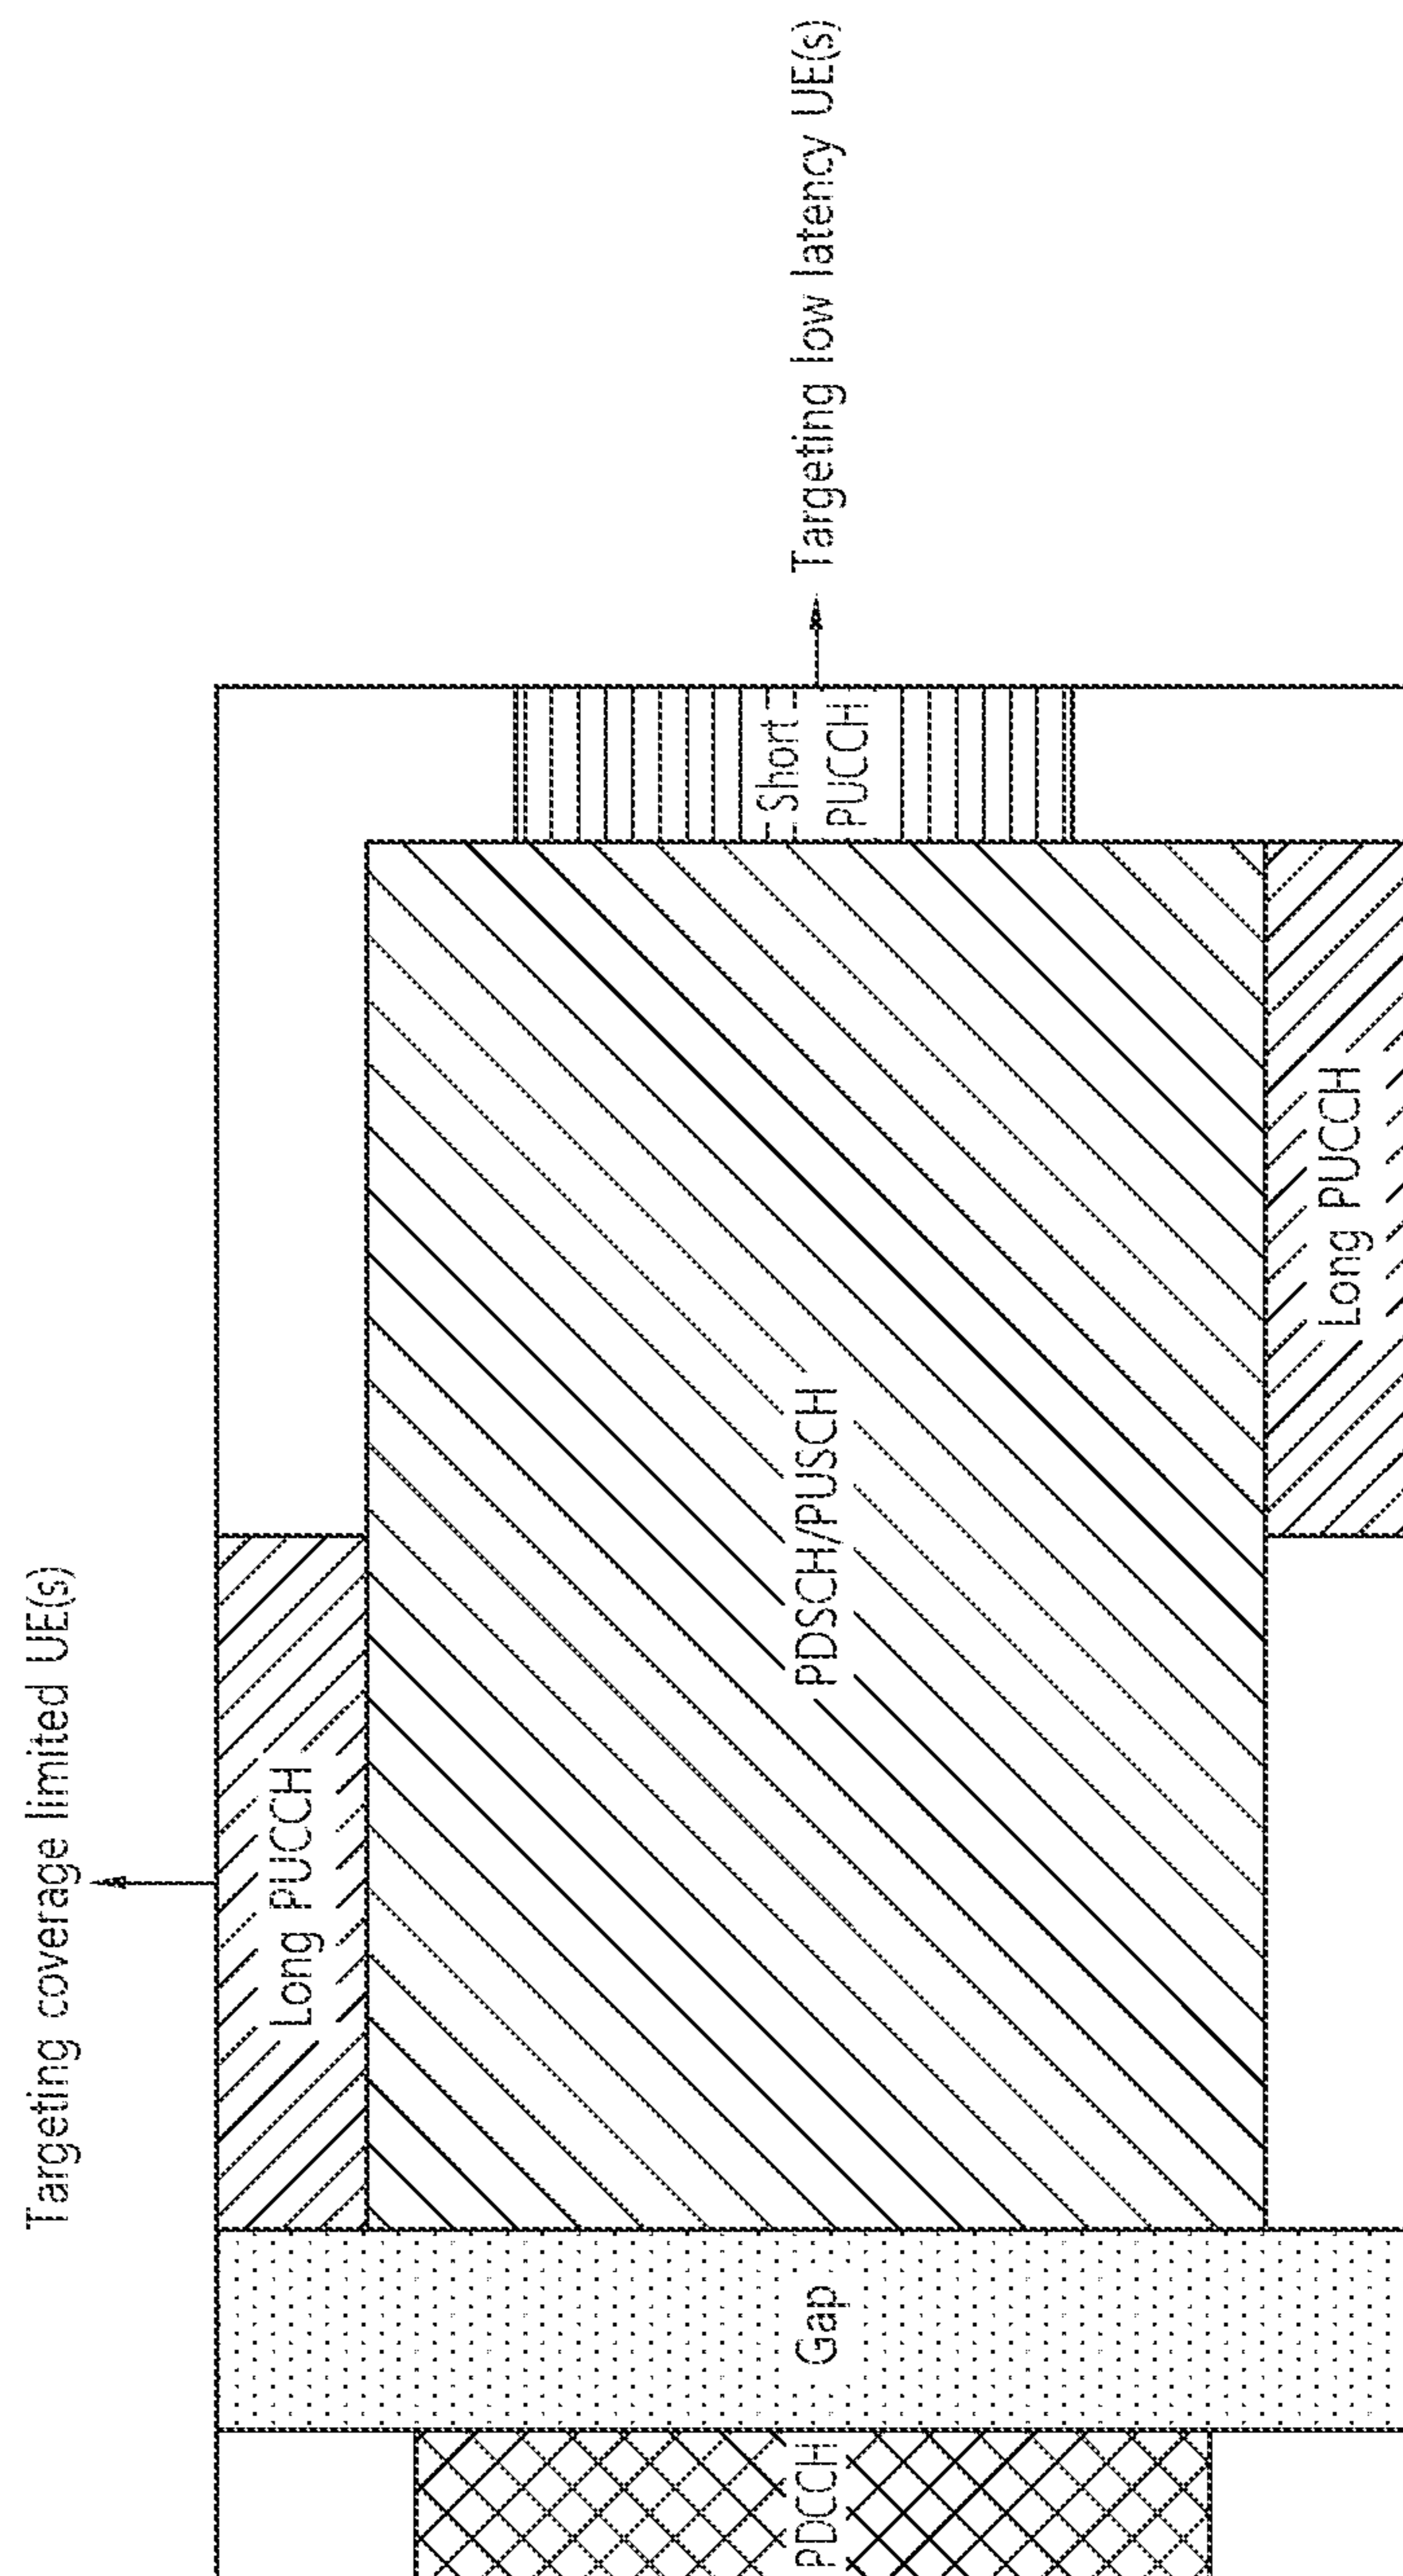 Targeting coverage limited UE(s)
Long PUCCH
PDCCH
Gap
PDSCH/PUSCH
Short
PUCCH
Targeting low latency UE(s)
Long PUCCH